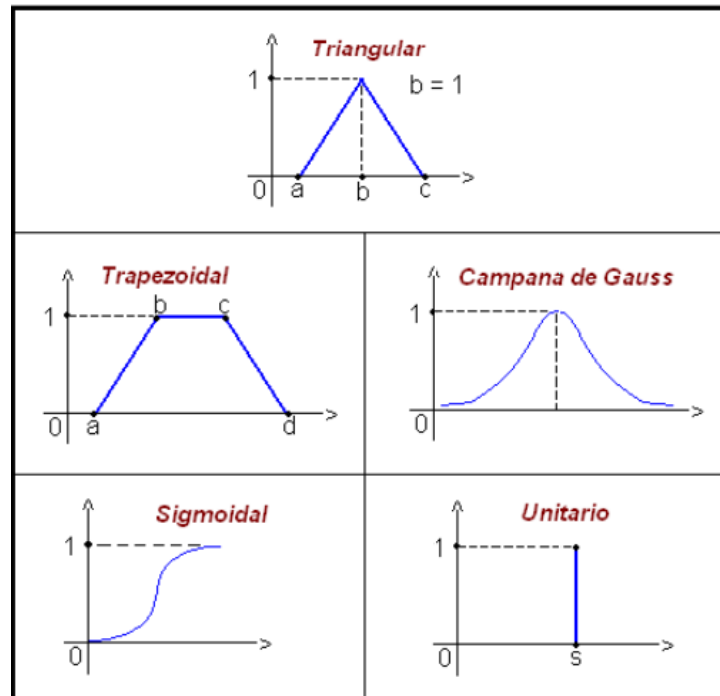 Triangular
1
b = 1
0
a
b
c
Trapezoidal
b
c
1
0
a
d
Campana de Gauss
1
0
Sigmoidal
1
0
Unitario
1
0
s